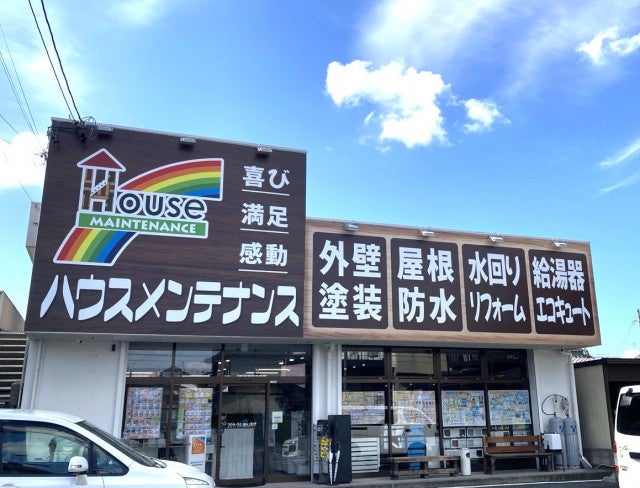 House
MAINTENANCE
喜び
満足
感動
ハウスメンテナンス
外壁
塗装
屋根
防水
水回り
リフォーム
給湯器
エコキュート